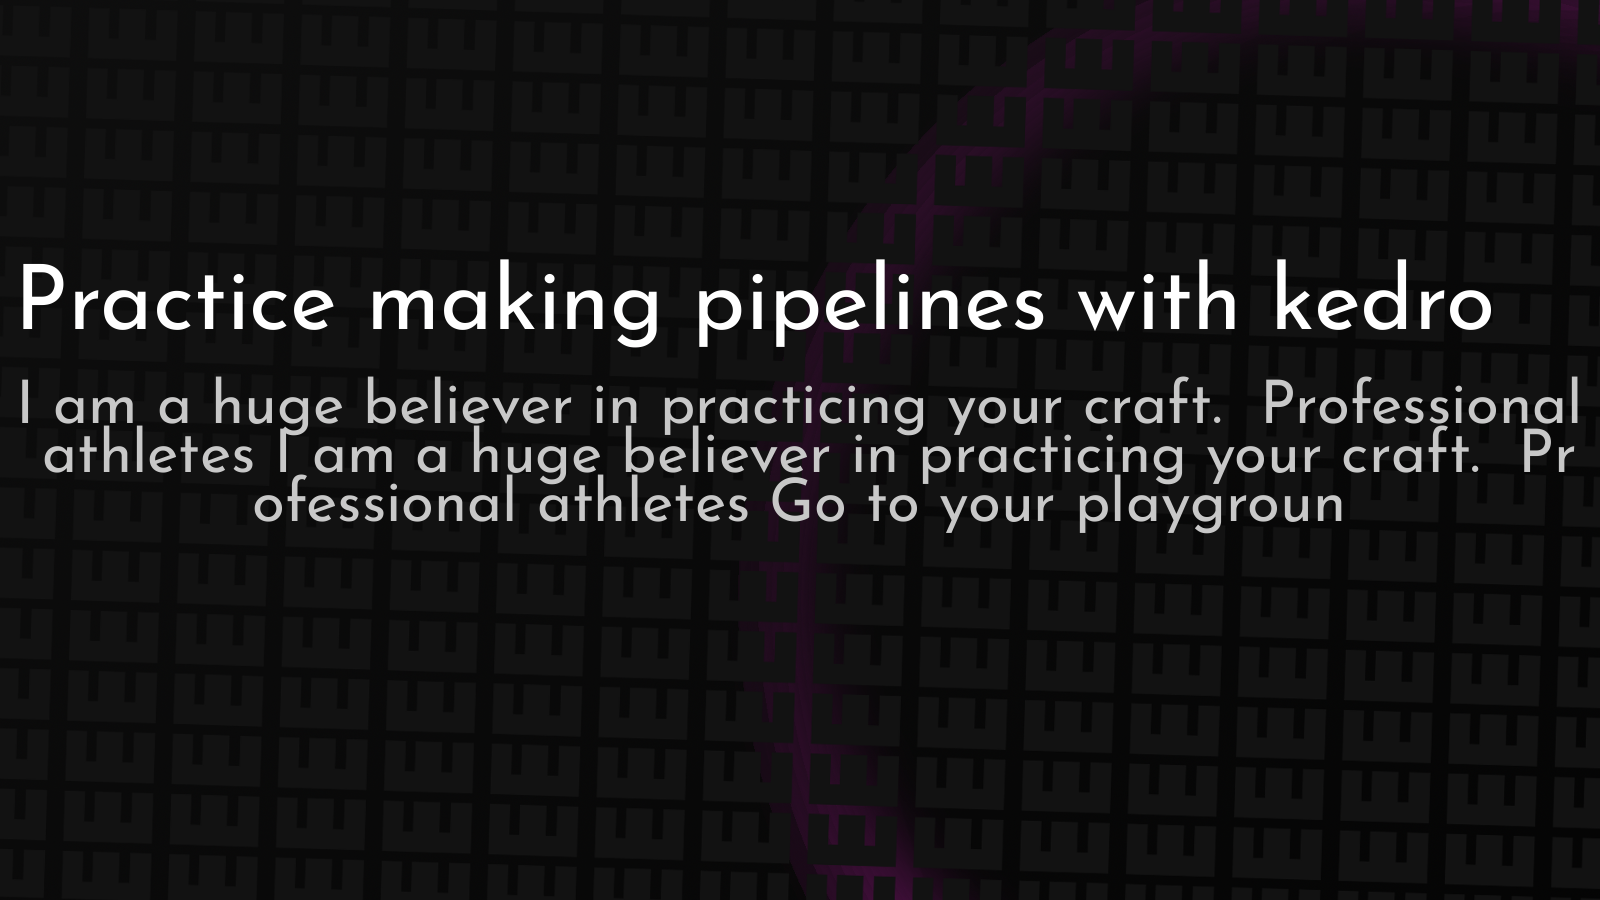 Practice making pipelines with kedro
I am a huge believer in practicing your craft.  Professional
athletes I am a huge believer in practicing your craft.  Pr
ofessional athletes Go to your playgroun